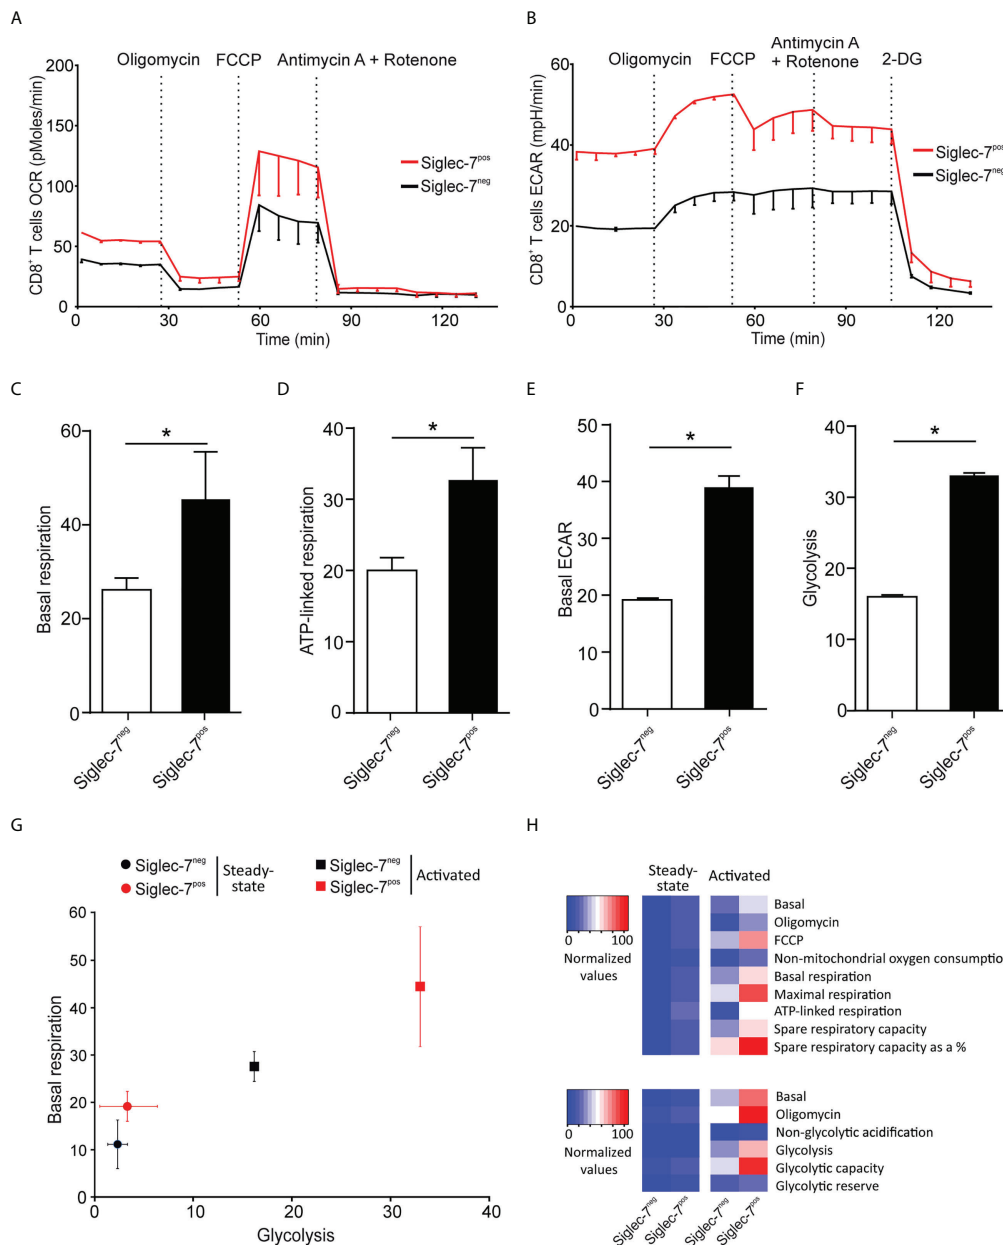 A
Oligomycin FCCP Antimycin A + Rotenone
CD8⁺ T cells OCR (pMoles/min)
200
150
100
50
0
Siglec-7ᵖᵒˢ
Siglec-7ⁿᵉᵍ
0 30 60 90 120
Time (min)
B
Oligomycin FCCP Antimycin A + Rotenone 2-DG
CD8⁺ T cells ECAR (mpH/min)
60
40
20
0
Siglec-7ᵖᵒˢ
Siglec-7ⁿᵉᵍ
0 30 60 90 120
Time (min)
C
Basal respiration
60
40
20
0
*
Siglec-7ⁿᵉᵍ
Siglec-7ᵖᵒˢ
D
ATP-linked respiration
40
30
20
10
0
*
Siglec-7ⁿᵉᵍ
Siglec-7ᵖᵒˢ
E
Basal ECAR
50
40
30
20
10
0
*
Siglec-7ⁿᵉᵍ
Siglec-7ᵖᵒˢ
F
Glycolysis
40
30
20
10
0
*
Siglec-7ⁿᵉᵍ
Siglec-7ᵖᵒˢ
G
Siglec-7ⁿᵉᵍ
Siglec-7ᵖᵒˢ
Steady-
state
Siglec-7ⁿᵉᵍ
Siglec-7ᵖᵒˢ
Activated
Basal respiration
60
50
40
30
20
10
0
0 10 20 30 40
Glycolysis
H
Steady-
state
Activated
0 100
Normalized
values
Basal
Oligomycin
FCCP
Non-mitochondrial oxygen consumptio
Basal respiration
Maximal respiration
ATP-linked respiration
Spare respiratory capacity
Spare respiratory capacity as a %
0 100
Normalized
values
Basal
Oligomycin
Non-glycolytic acidification
Glycolysis
Glycolytic capacity
Glycolytic reserve
Siglec-7ⁿᵉᵍ
Siglec-7ᵖᵒˢ
Siglec-7ⁿᵉᵍ
Siglec-7ᵖᵒˢ